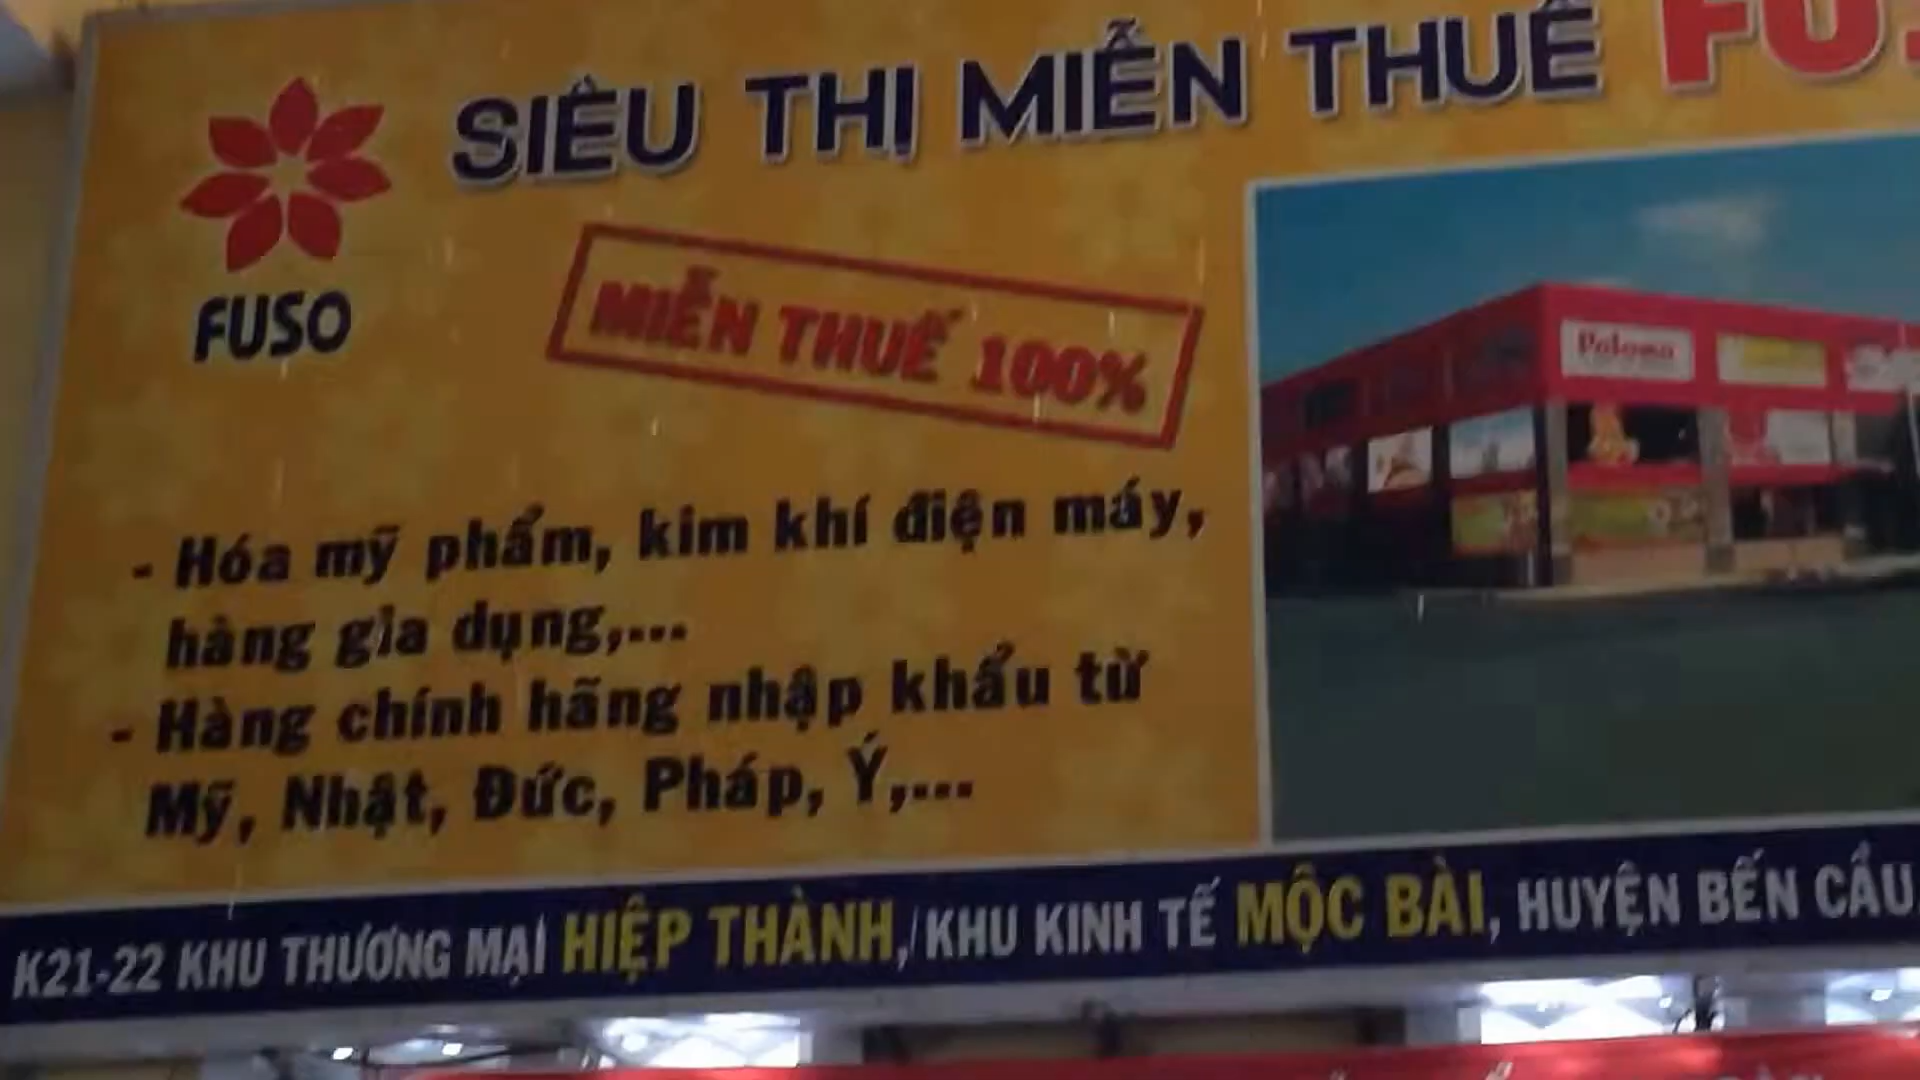 SIÊU THỊ MIỄN THUẾ
FUSO
MIỄN THUẾ 100%
Paloma
- Hóa mỹ phẩm, kim khí điện máy,
hàng gia dụng,...
- Hàng chính hãng nhập khẩu từ
Mỹ, Nhật, Đức, Pháp, Ý,...
K21-22 KHU THƯƠNG MẠI HIỆP THÀNH, KHU KINH TẾ MỘC BÀI, HUYỆN BẾN CẦU,